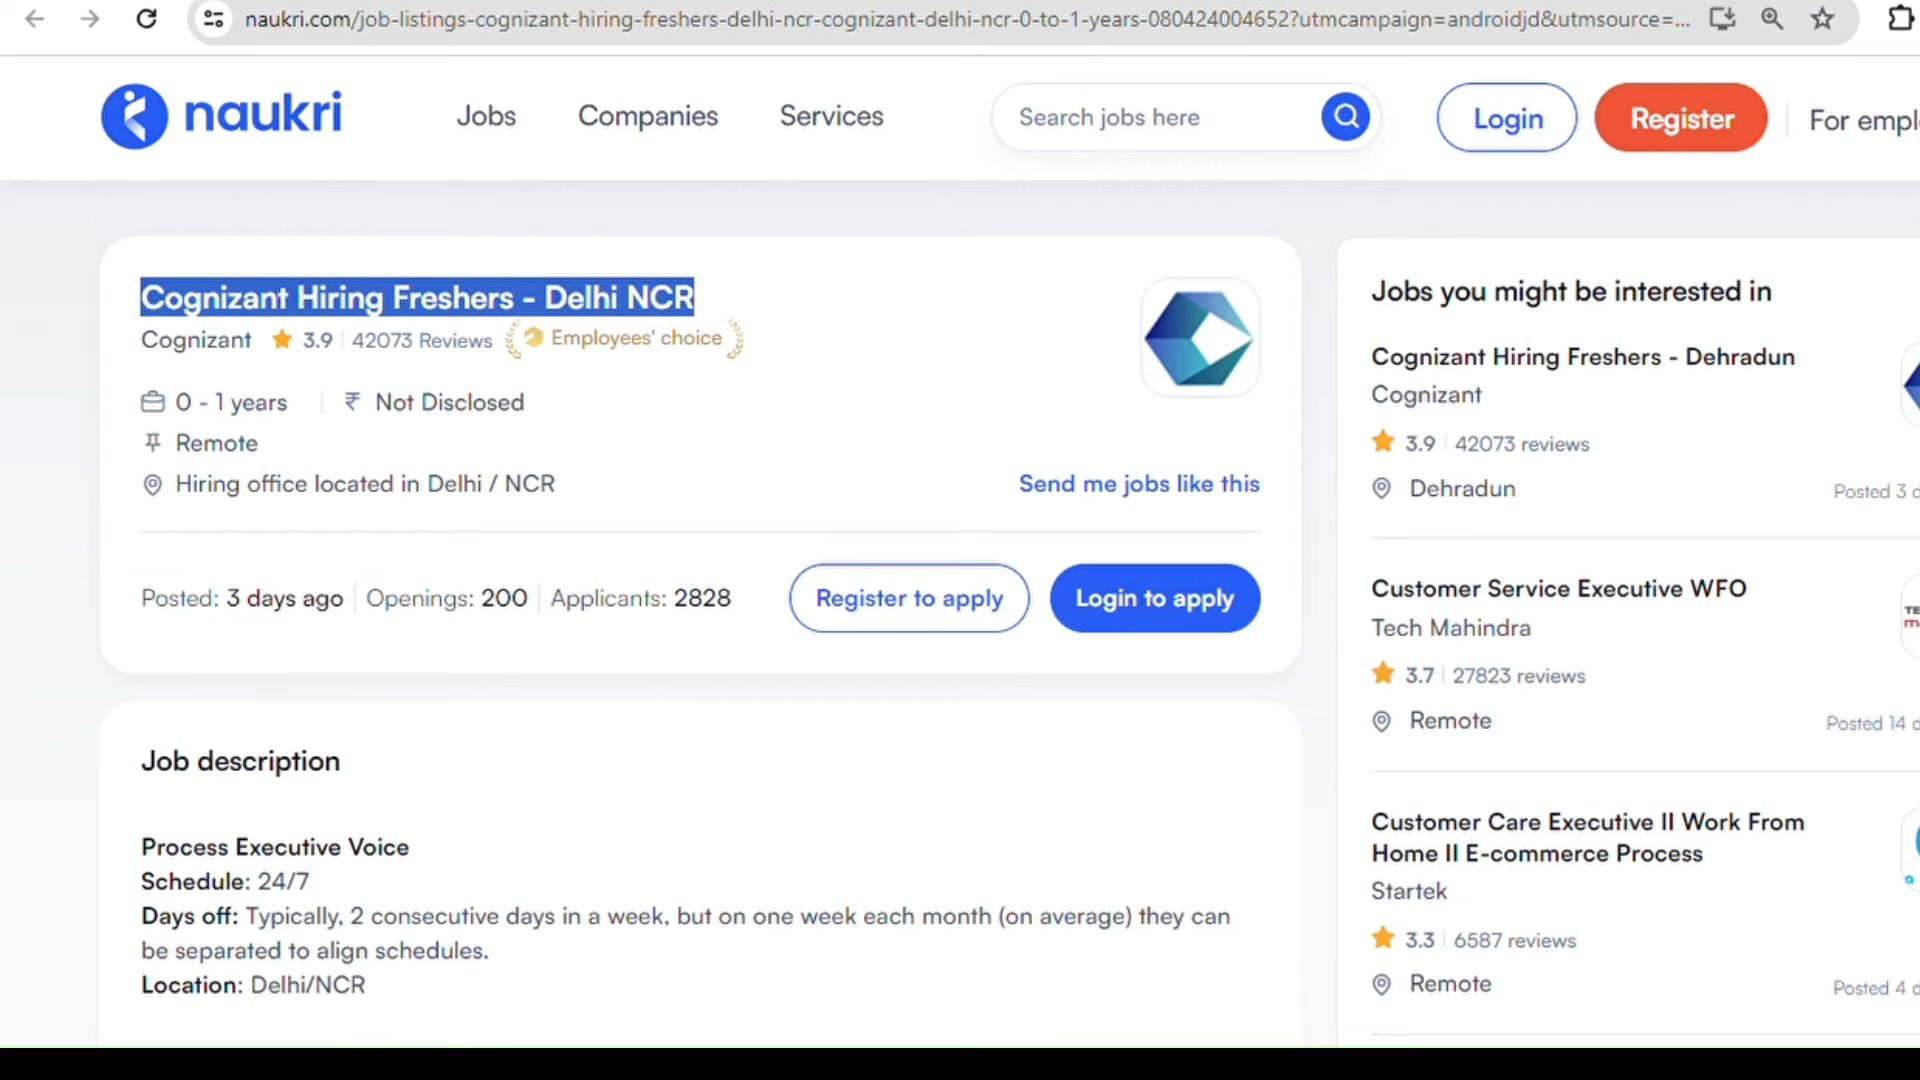 naukri.com/job-listings-cognizant-hiring-freshers-delhi-ncr-cognizant-delhi-ncr-0-to-1-years-080424004652?utmcampaign=androidjd&utmsource=...
naukri
Jobs
Companies
Services
Search jobs here
Login
Register
For empl
Cognizant Hiring Freshers - Delhi NCR
Cognizant 3.9 42073 Reviews Employees' choice
0 - 1 years ₹ Not Disclosed
Remote
Hiring office located in Delhi / NCR
Send me jobs like this
Posted: 3 days ago Openings: 200 Applicants: 2828
Register to apply
Login to apply
Job description
Process Executive Voice
Schedule: 24/7
Days off: Typically, 2 consecutive days in a week, but on one week each month (on average) they can
be separated to align schedules.
Location: Delhi/NCR
Jobs you might be interested in
Cognizant Hiring Freshers - Dehradun
Cognizant
3.9 42073 reviews
Dehradun
Posted 3 d
Customer Service Executive WFO
Tech Mahindra
3.7 27823 reviews
Remote
Posted 14 d
Customer Care Executive II Work From
Home II E-commerce Process
Startek
3.3 6587 reviews
Remote
Posted 4 d